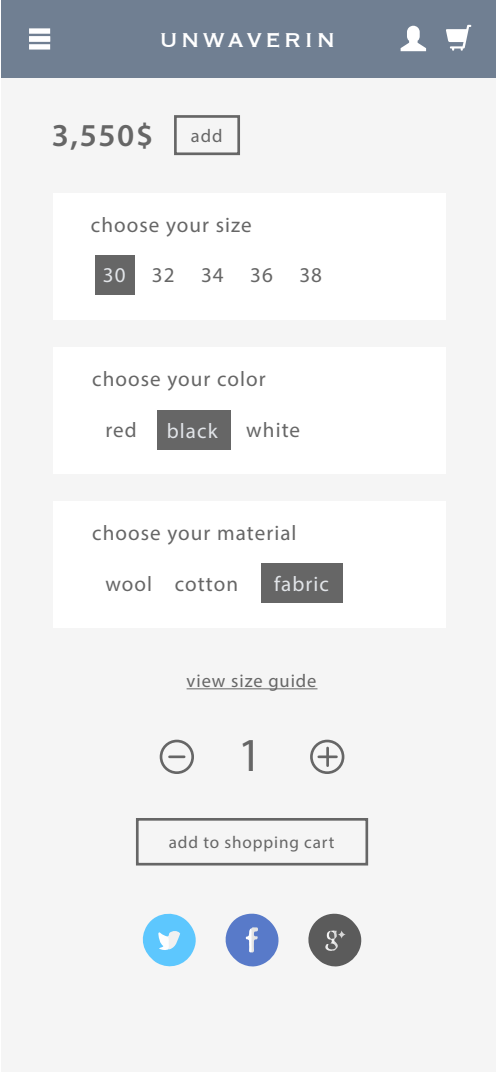 UNWAVERIN
3,550$ add
choose your size
30 32 34 36 38
choose your color
red black white
choose your material
wool cotton fabric
view size guide
1
add to shopping cart
f g+